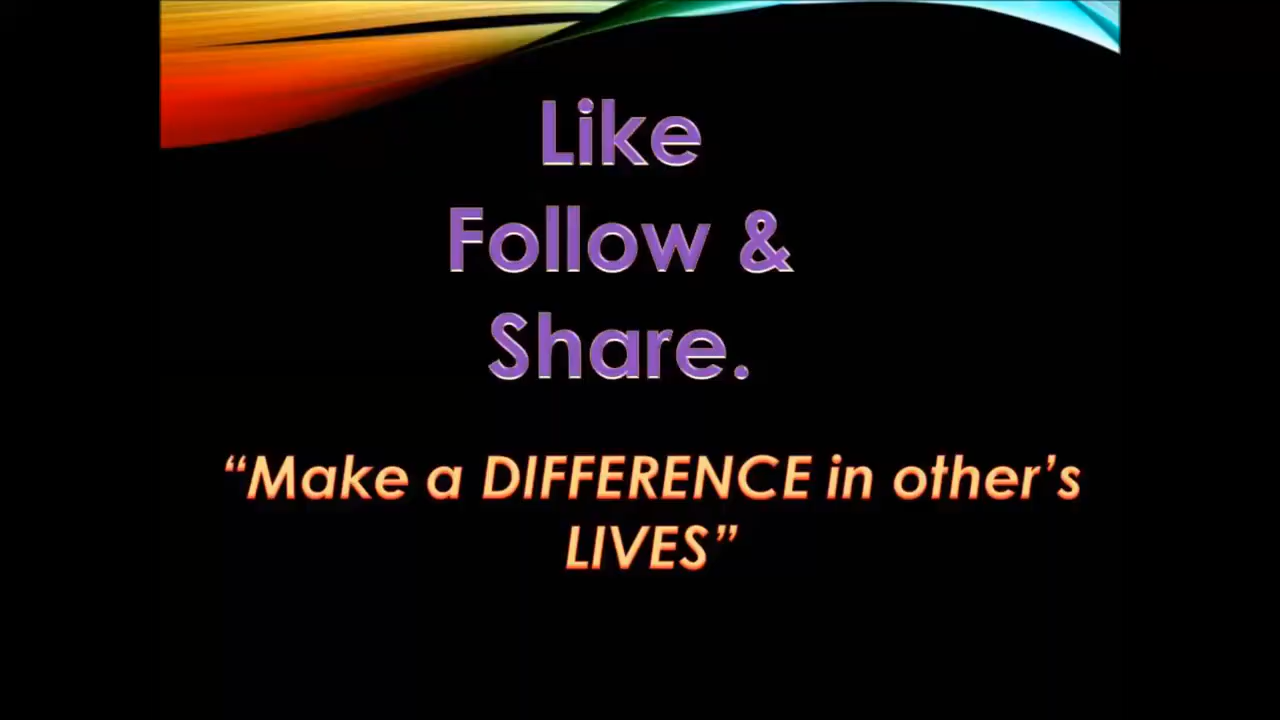 Like
Follow &
Share.
“Make a DIFFERENCE in other’s
LIVES”